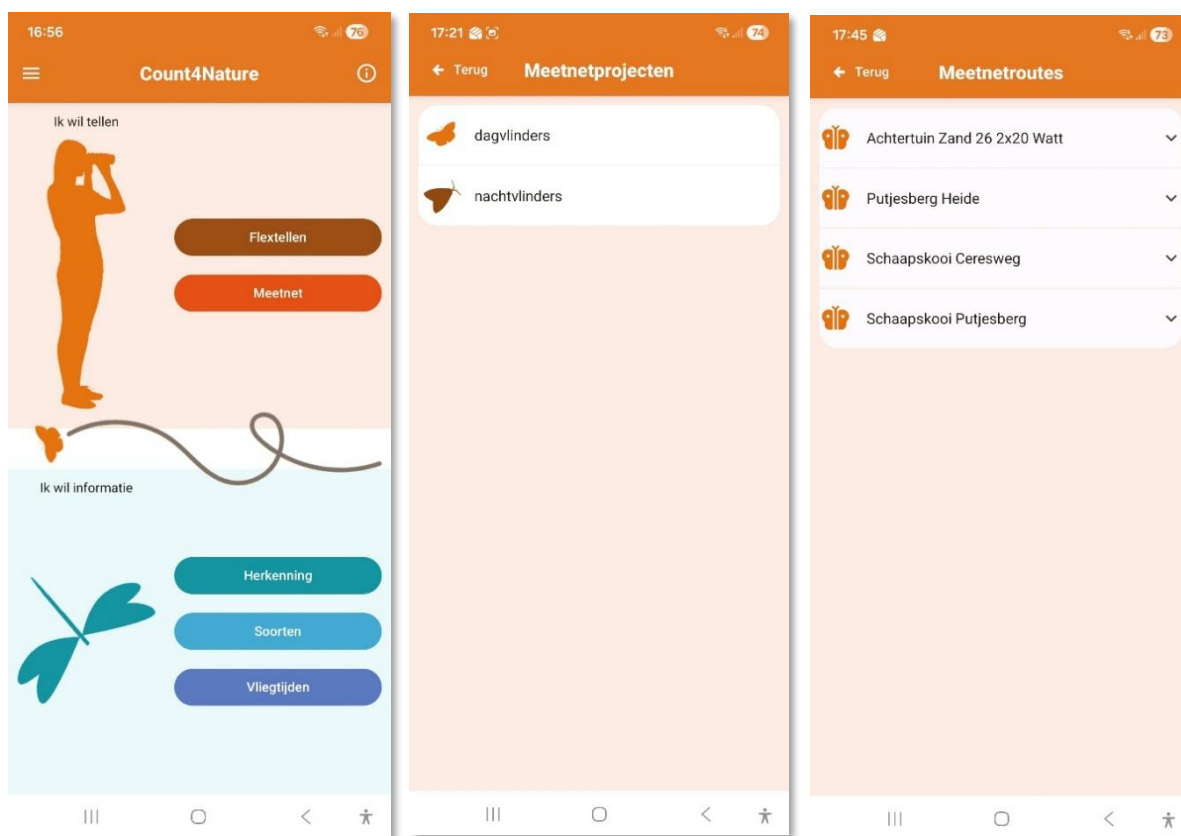 16:56
76
Count4Nature
Ik wil tellen
Flextellen
Meetnet
Ik wil informatie
Herkenning
Soorten
Vliegtijden
17:21
74
Terug
Meetnetprojecten
dagvlinders
nachtvlinders
17:45
73
Terug
Meetnetroutes
Achtertuin Zand 26 2x20 Watt
Putjesberg Heide
Schaapskooi Ceresweg
Schaapskooi Putjesberg